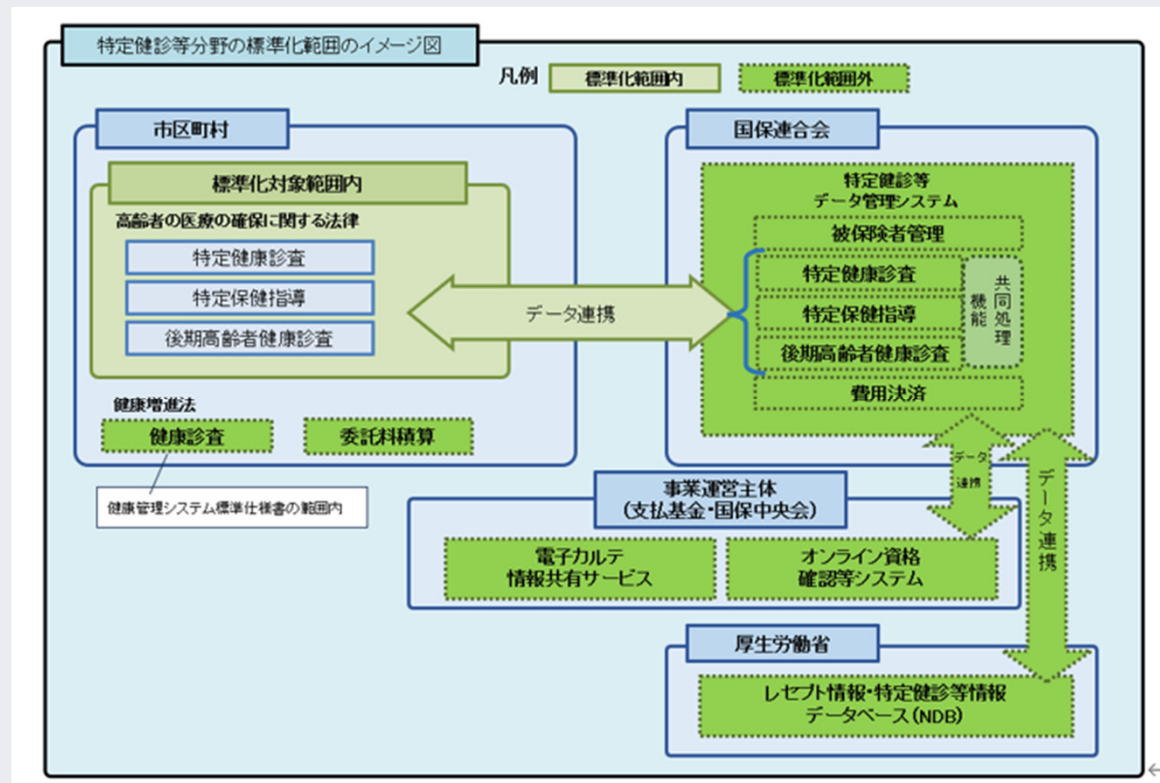 特定健診等分野の標準化範囲のイメージ図
凡例
標準化範囲内
標準化範囲外
市区町村
標準化対象範囲内
高齢者の医療の確保に関する法律
特定健康診査
特定保健指導
後期高齢者健康診査
健康増進法
健康診査
委託料積算
健康管理システム標準仕様書の範囲内
データ連携
国保連合会
特定健診等
データ管理システム
被保険者管理
特定健康診査
特定保健指導
後期高齢者健康診査
共同処理
機能
費用決済
データ
連携
データ連携
事業運営主体
(支払基金・国保中央会)
電子カルテ
情報共有サービス
オンライン資格
確認等システム
厚生労働省
レセプト情報・特定健診等情報
データベース(NDB)